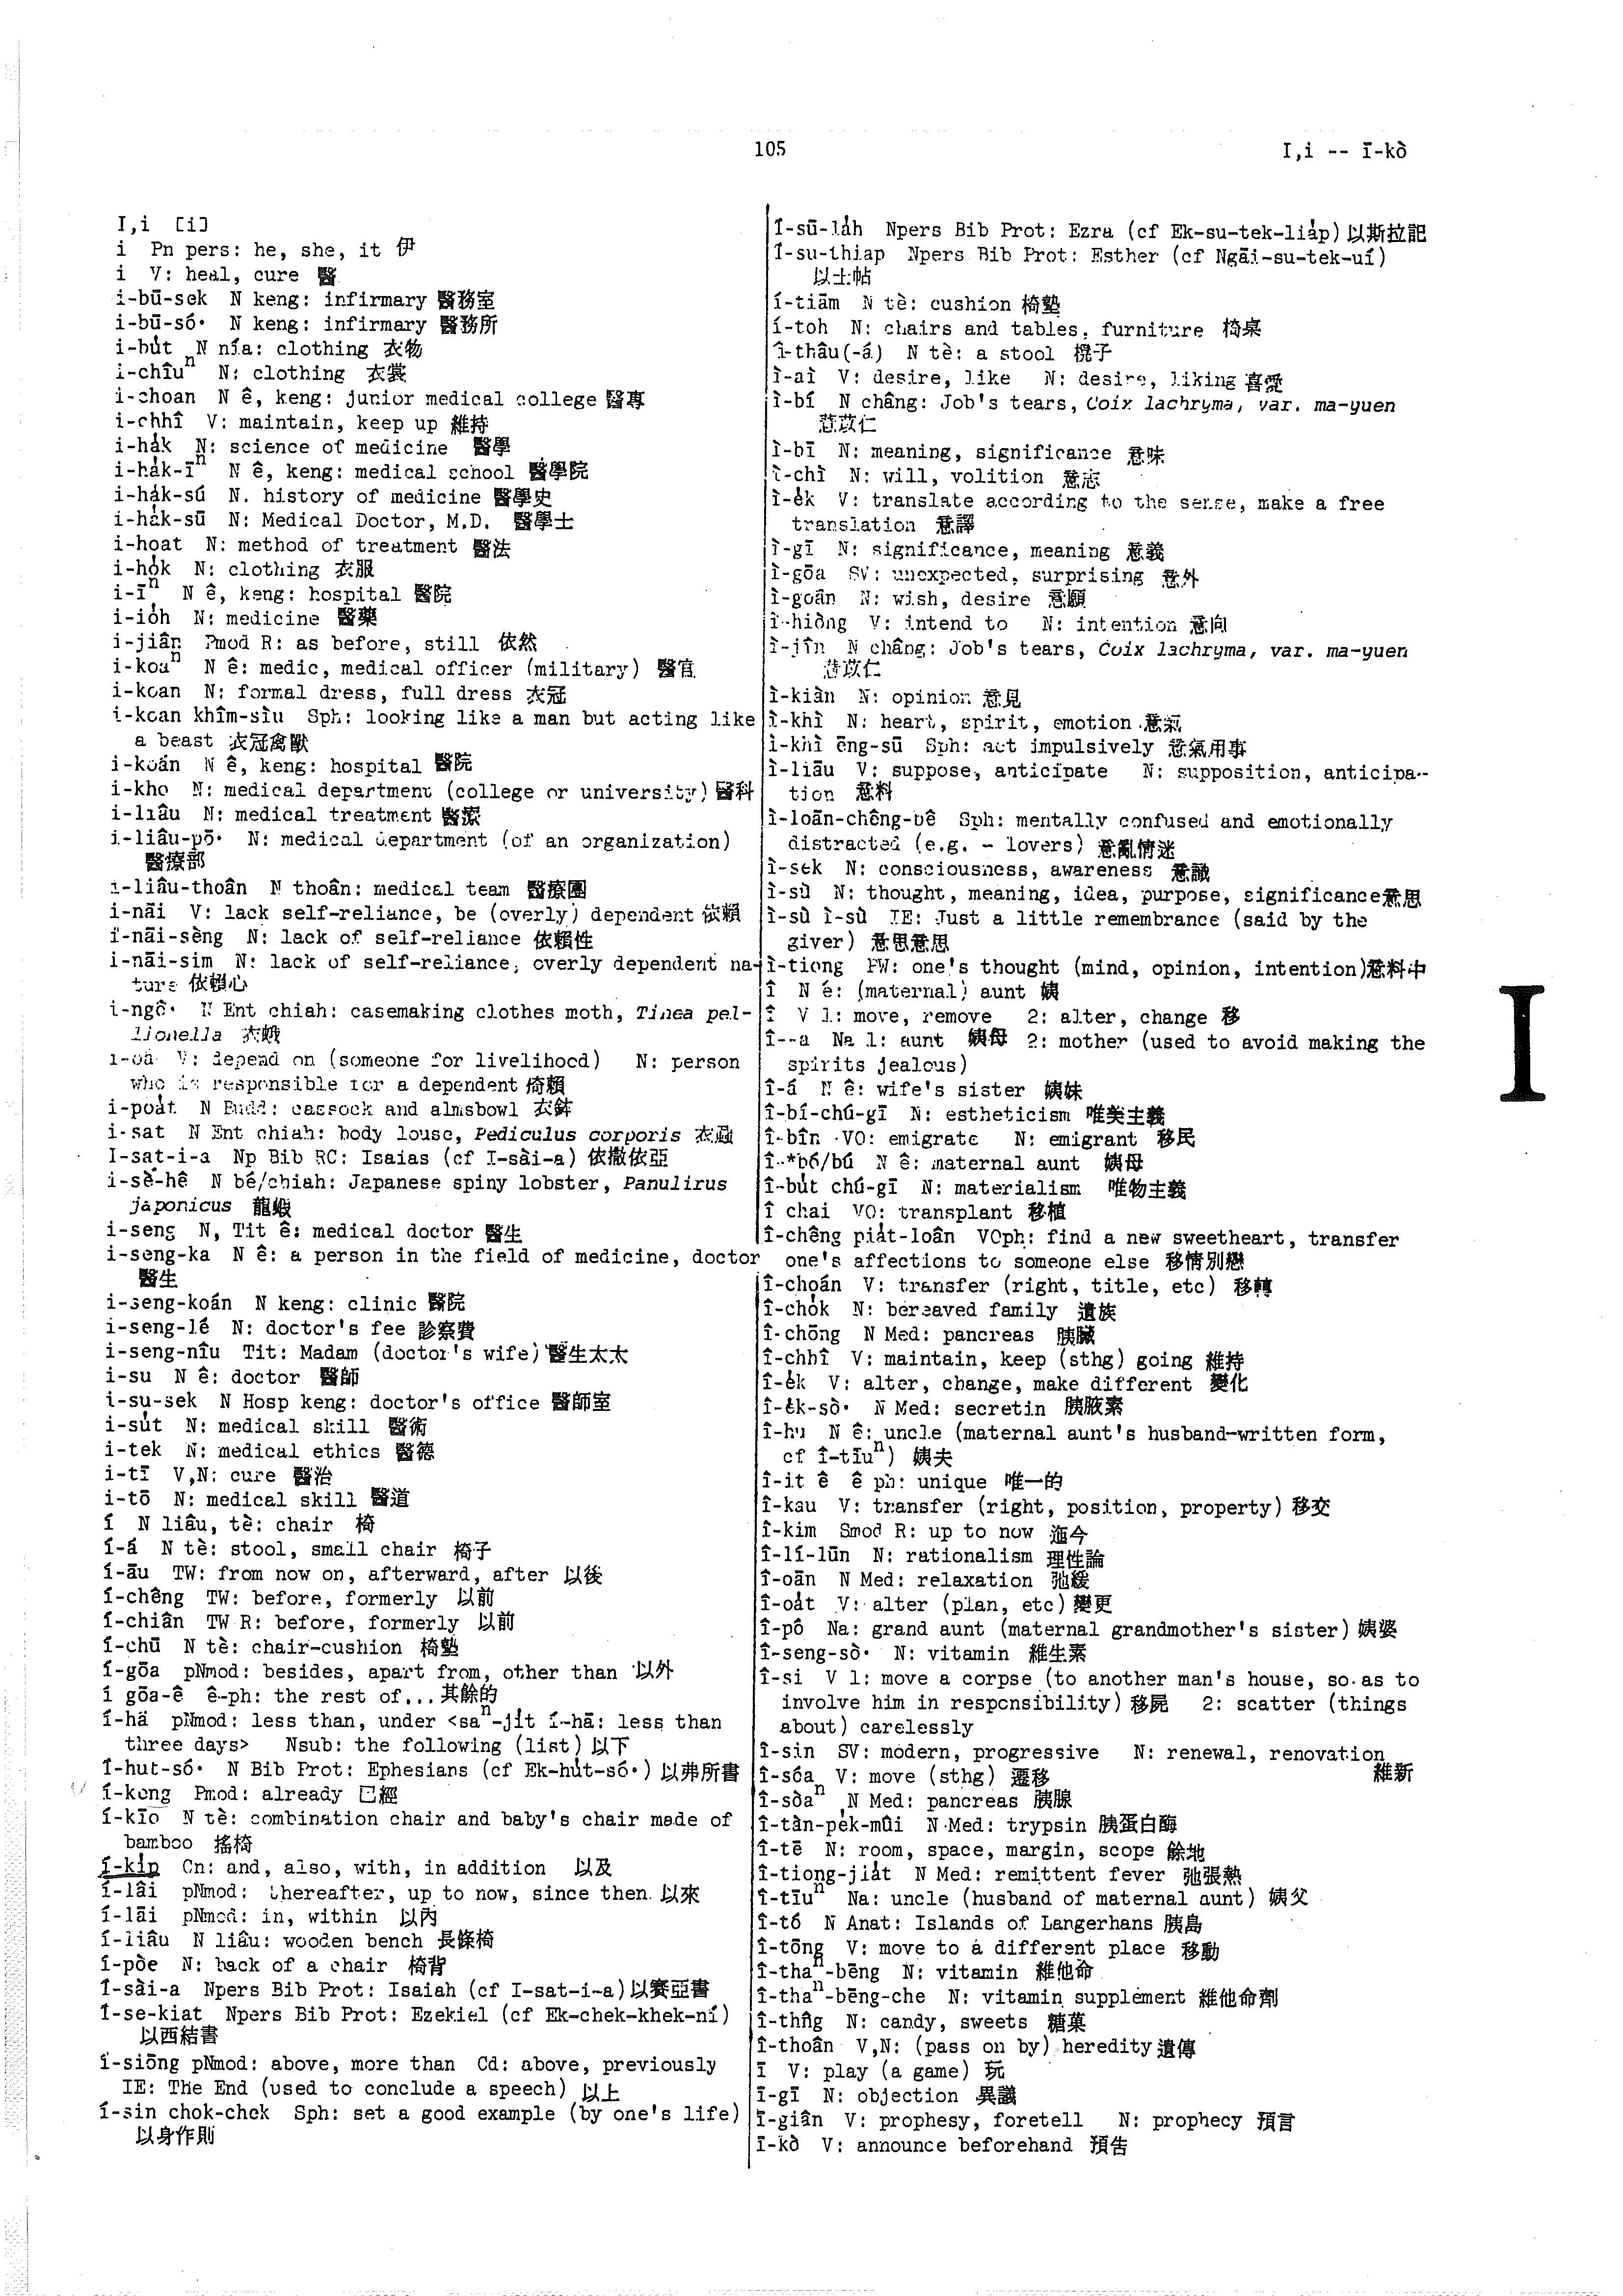 105
I,i -- ī-kò
I,i [i]
i Pn pers: he, she, it 伊
i V: heal, cure 醫
i-bū-sek N keng: infirmary 醫務室
i-bū-só͘ N keng: infirmary 醫務所
i-bu̍t N nía: clothing 衣物
i-chîuⁿ N: clothing 衣裳
i-choan N ê, keng: junior medical college 醫專
i-chhî V: maintain, keep up 維持
i-ha̍k N: science of medicine 醫學
i-ha̍k-īⁿ N ê, keng: medical school 醫學院
i-ha̍k-sú N. history of medicine 醫學史
i-ha̍k-sū N: Medical Doctor, M.D. 醫學士
i-hoat N: method of treatment 醫法
i-ho̍k N: clothing 衣服
i-īⁿ N ê, keng: hospital 醫院
i-io̍h N: medicine 醫藥
i-jiân Pmod R: as before, still 依然
i-koaⁿ N ê: medic, medical officer (military) 醫官
i-koan N: formal dress, full dress 衣冠
i-koan khîm-siu Sph: looking like a man but acting like
a beast 衣冠禽獸
i-koán N ê, keng: hospital 醫院
i-kho N: medical department (college or university) 醫科
i-liâu N: medical treatment 醫療
i-liâu-pō͘ N: medical department (of an organization)
醫療部
i-liâu-thoân N thoân: medical team 醫療團
i-nāi V: lack self-reliance, be (overly) dependent 依賴
i-nāi-sèng N: lack of self-reliance 依賴性
i-nāi-sim N: lack of self-reliance, overly dependent na-
ture 依賴心
i-ngô͘ N Ent chiah: casemaking clothes moth, Tinea pel-
lionella 衣蛾
i-oá V: depend on (someone for livelihood) N: person
who is responsible for a dependent 倚賴
i-poat N Budd: cassock and almsbowl 衣鉢
i-sat N Ent chiah: body louse, Pediculus corporis 衣虱
I-sat-i-a Np Bib RC: Isaias (cf I-sài-a) 依撒依亞
i-sè-hê N bé/chiah: Japanese spiny lobster, Panulirus
japonicus 龍蝦
i-seng N, Tit ê: medical doctor 醫生
i-seng-ka N ê: a person in the field of medicine, doctor
醫生
i-seng-koán N keng: clinic 醫院
i-seng-lé N: doctor's fee 診察費
i-seng-nîu Tit: Madam (doctor's wife) 醫生太太
i-su N ê: doctor 醫師
i-su-sek N Hosp keng: doctor's office 醫師室
i-su̍t N: medical skill 醫術
i-tek N: medical ethics 醫德
i-tī V,N: cure 醫治
i-tō N: medical skill 醫道
í N liâu, tè: chair 椅
í-á N tè: stool, small chair 椅子
í-āu TW: from now on, afterward, after 以後
í-chêng TW: before, formerly 以前
í-chiân TW R: before, formerly 以前
í-chū N tè: chair-cushion 椅墊
í-gōa pNmod: besides, apart from, other than 以外
í gōa-ê ê-ph: the rest of... 其餘的
í-hā pNmod: less than, under <saⁿ-ji̍t í-hā: less than
three days> Nsub: the following (list) 以下
Í-hut-só͘ N Bib Prot: Ephesians (cf Ek-hu̍t-só͘) 以弗所書
í-keng Pmod: already 已經
í-kīo N tè: combination chair and baby's chair made of
bamboo 搖椅
í-ki̍p Cn: and, also, with, in addition 以及
í-lâi pNmod: thereafter, up to now, since then 以來
í-lāi pNmod: in, within 以內
í-liâu N liâu: wooden bench 長條椅
í-pòe N: back of a chair 椅背
Í-sài-a Npers Bib Prot: Isaiah (cf I-sat-i-a) 以賽亞書
Í-se-kiat Npers Bib Prot: Ezekiel (cf Ek-chek-khek-ní)
以西結書
í-siōng pNmod: above, more than Cd: above, previously
IE: The End (used to conclude a speech) 以上
í-sin chok-chek Sph: set a good example (by one's life)
以身作則
Í-sū-la̍h Npers Bib Prot: Ezra (cf Ek-su-tek-lia̍p) 以斯拉記
Í-su-thiap Npers Bib Prot: Esther (cf Ngāi-su-tek-uí)
以士帖
í-tiām N tè: cushion 椅墊
í-toh N: chairs and tables, furniture 椅桌
í-thâu(-á) N tè: a stool 櫈子
ì-ài V: desire, like N: desire, liking 喜愛
ì-bí N châng: Job's tears, Coix lachryma, var. ma-yuen
薏苡仁
ì-bī N: meaning, significance 意味
ì-chì N: will, volition 意志
ì-e̍k V: translate according to the sense, make a free
translation 意譯
ì-gī N: significance, meaning 意義
ì-gōa SV: unexpected, surprising 意外
ì-goān N: wish, desire 意願
ì-hiòng V: intend to N: intention 意向
ì-jîn N châng: Job's tears, Coix lachryma, var. ma-yuen
薏苡仁
ì-kiàn N: opinion 意見
ì-khì N: heart, spirit, emotion 意氣
ì-khì ēng-sū Sph: act impulsively 意氣用事
ì-liāu V: suppose, anticipate N: supposition, anticipa-
tion 意料
ì-loān-chêng-bê Sph: mentally confused and emotionally
distracted (e.g. - lovers) 意亂情迷
ì-sek N: consciousness, awareness 意識
ì-sù N: thought, meaning, idea, purpose, significance 意思
ì-sù ì-sù IE: Just a little remembrance (said by the
giver) 意思意思
ì-tiong PW: one's thought (mind, opinion, intention) 意料中
î N ê: (maternal) aunt 姨
î V 1: move, remove 2: alter, change 移
î--a Na 1: aunt 姨母 2: mother (used to avoid making the
spirits jealous)
î-á N ê: wife's sister 姨妹
î-bí-chú-gī N: estheticism 唯美主義
î-bîn VO: emigrate N: emigrant 移民
î-*bó/bú N ê: maternal aunt 姨母
î-bu̍t chú-gī N: materialism 唯物主義
î chai VO: transplant 移植
î-chêng pia̍t-loân VOph: find a new sweetheart, transfer
one's affections to someone else 移情別戀
î-choán V: transfer (right, title, etc) 移轉
î-cho̍k N: bereaved family 遺族
î-chōng N Med: pancreas 胰臟
î-chhî V: maintain, keep (sthg) going 維持
î-e̍k V: alter, change, make different 變化
î-e̍k-sò͘ N Med: secretin 胰腋素
î-hu N ê: uncle (maternal aunt's husband-written form,
cf î-tīuⁿ) 姨夫
î-it ê ê ph: unique 唯一的
î-kau V: transfer (right, position, property) 移交
î-kim Smod R: up to now 迤今
î-lí-lūn N: rationalism 理性論
î-oān N Med: relaxation 弛緩
î-oa̍t V: alter (plan, etc) 變更
î-pô Na: grand aunt (maternal grandmother's sister) 姨婆
î-seng-sò͘ N: vitamin 維生素
î-si V 1: move a corpse (to another man's house, so as to
involve him in responsibility) 移屍 2: scatter (things
about) carelessly
î-sin SV: modern, progressive N: renewal, renovation
維新
î-sóa V: move (sthg) 遷移
î-sòaⁿ N Med: pancreas 胰腺
î-tàn-pe̍k-mûi N Med: trypsin 胰蛋白酶
î-tē N: room, space, margin, scope 餘地
î-tiong-jia̍t N Med: remittent fever 弛張熱
î-tīuⁿ Na: uncle (husband of maternal aunt) 姨父
î-tó N Anat: Islands of Langerhans 胰島
î-tōng V: move to a different place 移動
î-thaⁿ-bēng N: vitamin 維他命
î-thaⁿ-bēng-che N: vitamin supplement 維他命劑
î-thn̂g N: candy, sweets 糖菓
î-thoân V,N: (pass on by) heredity 遺傳
ī V: play (a game) 玩
ī-gī N: objection 異議
ī-giân V: prophesy, foretell N: prophecy 預言
ī-kò V: announce beforehand 預告
I